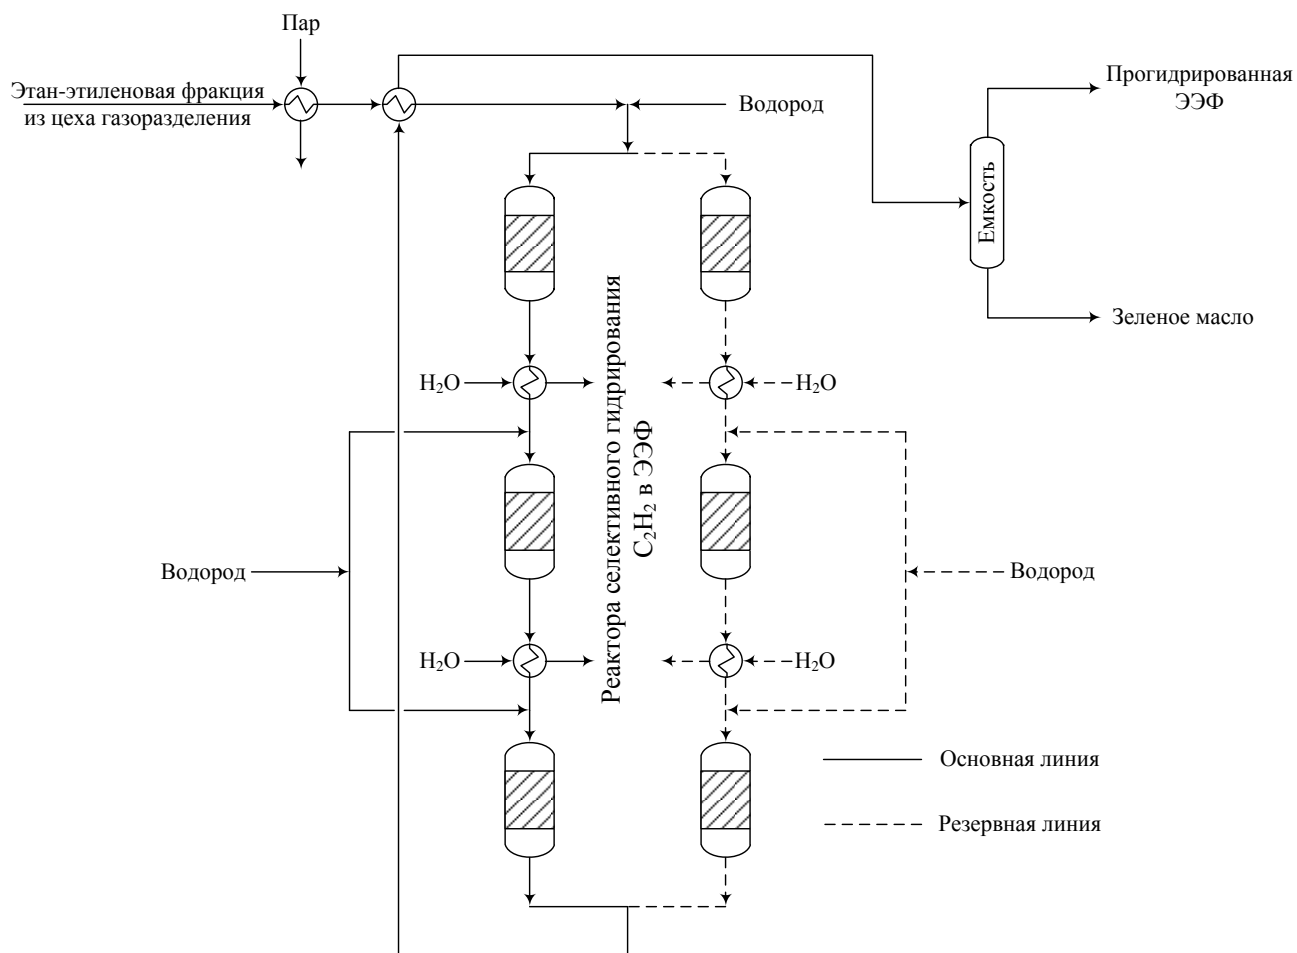 Пар
Этан-этиленовая фракция
из цеха газоразделения
Водород
Прогидрированная
ЭЭФ
Емкость
Зеленое масло
Реактора селективного гидрирования
C₂H₂ в ЭЭФ
H₂O
H₂O
Водород
Водород
H₂O
H₂O
Основная линия
Резервная линия